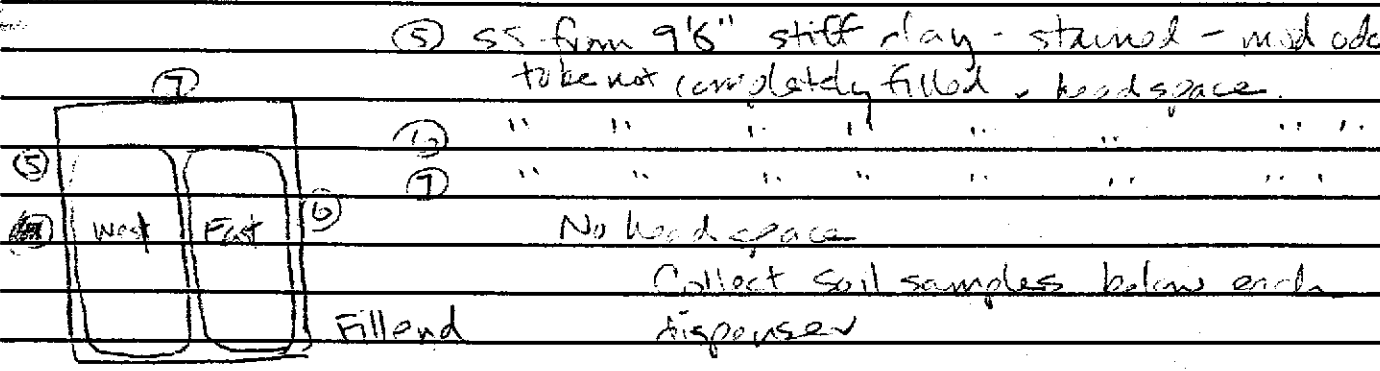 ⑤ SS from 9'6" stiff clay - stained - mod odo
tube not completely filled, headspace.
⑦
⑥ " " " " " " " "
⑤
⑦ " " " " " " " "
⑥
West East No headspace
Collect soil samples below each
Fill end dispenser